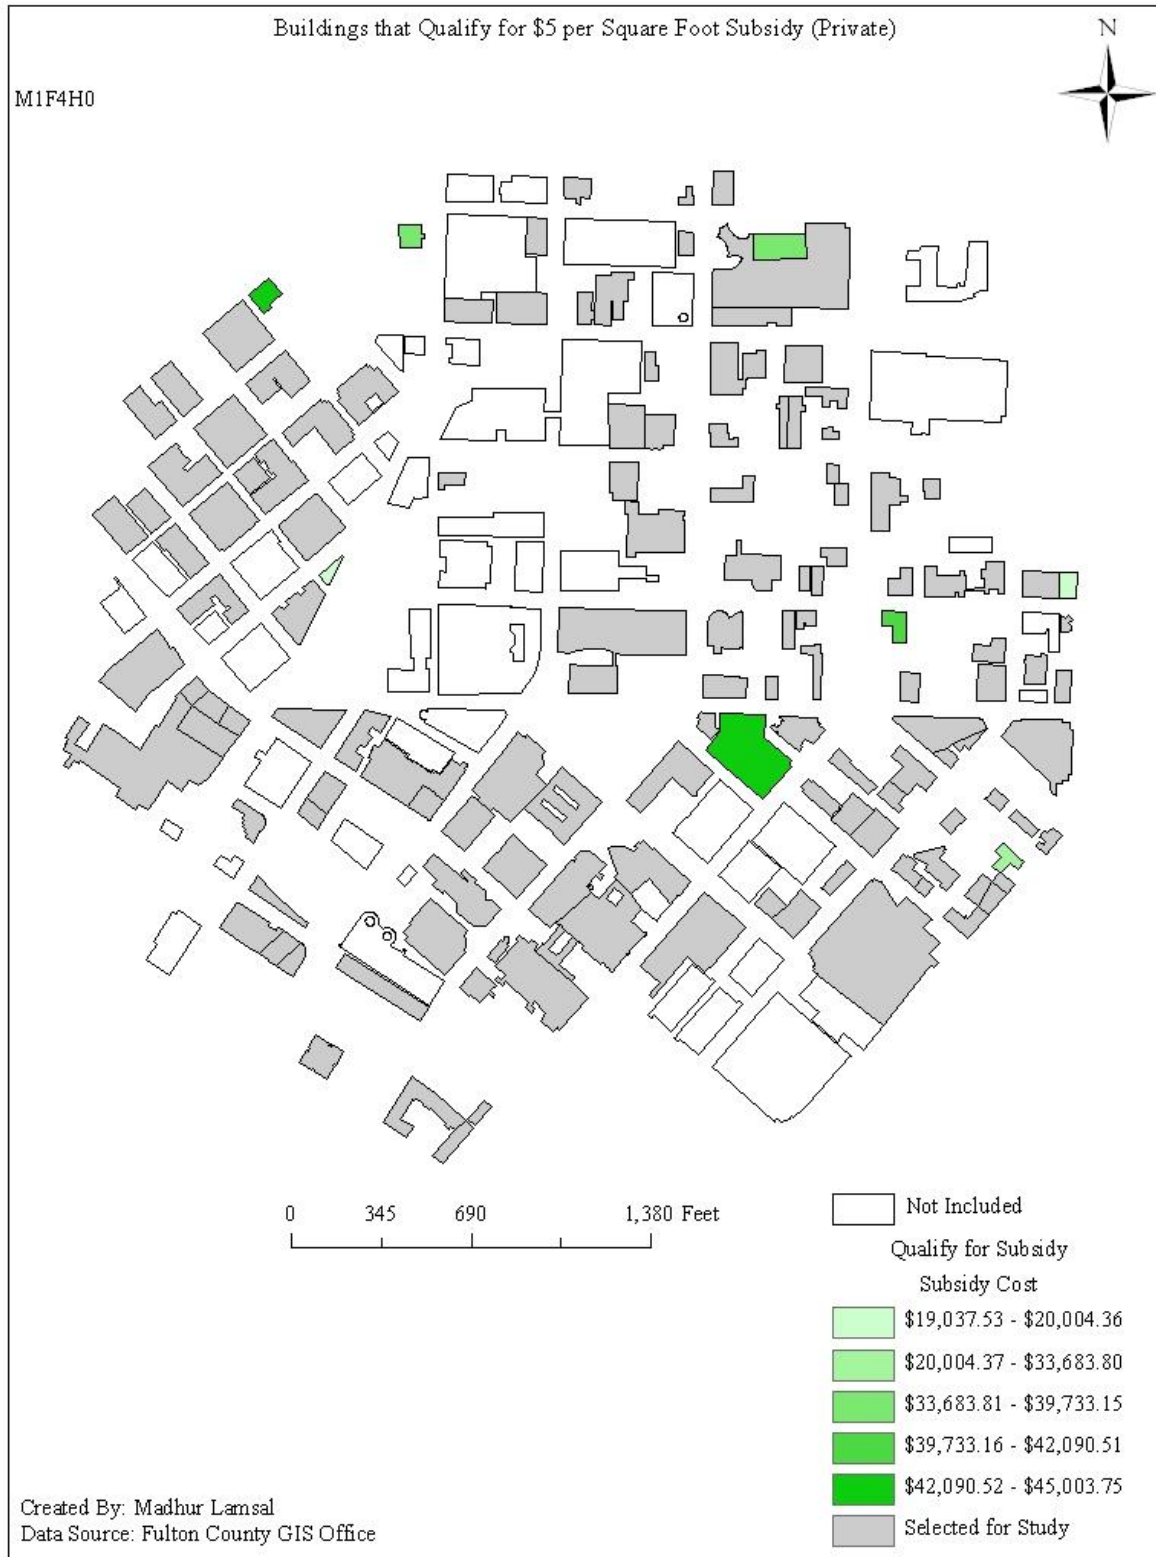 Buildings that Qualify for $5 per Square Foot Subsidy (Private)
N
M1F4H0
0 345 690 1,380 Feet
Not Included
Qualify for Subsidy
Subsidy Cost
$19,037.53 - $20,004.36
$20,004.37 - $33,683.80
$33,683.81 - $39,733.15
$39,733.16 - $42,090.51
$42,090.52 - $45,003.75
Selected for Study
Created By: Madhur Lamsal
Data Source: Fulton County GIS Office